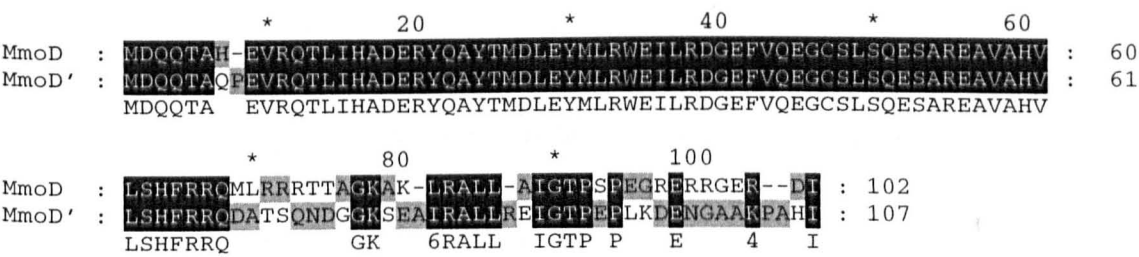 * 20 * 40 * 60
MmoD : MDQQTAH-EVRQTLIHADERYQAYTMDLEYMLRWEILRDGEFVQEGCSLSQESAREAVAHV : 60
MmoD' : MDQQTAQPEVRQTLIHADERYQAYTMDLEYMLRWEILRDGEFVQEGCSLSQESAREAVAHV : 61
MDQQTA EVRQTLIHADERYQAYTMDLEYMLRWEILRDGEFVQEGCSLSQESAREAVAHV
* 80 * 100
MmoD : LSHFRRQMLRRRTTAGKAK-LRALL-AIGTPSPEGRERRGER--DI : 102
MmoD' : LSHFRRQDATSQNDGGKSEAIRALLREIGTPEPLKDENGAAKPAHI : 107
LSHFRRQ GK 6RALL IGTP P E 4 I